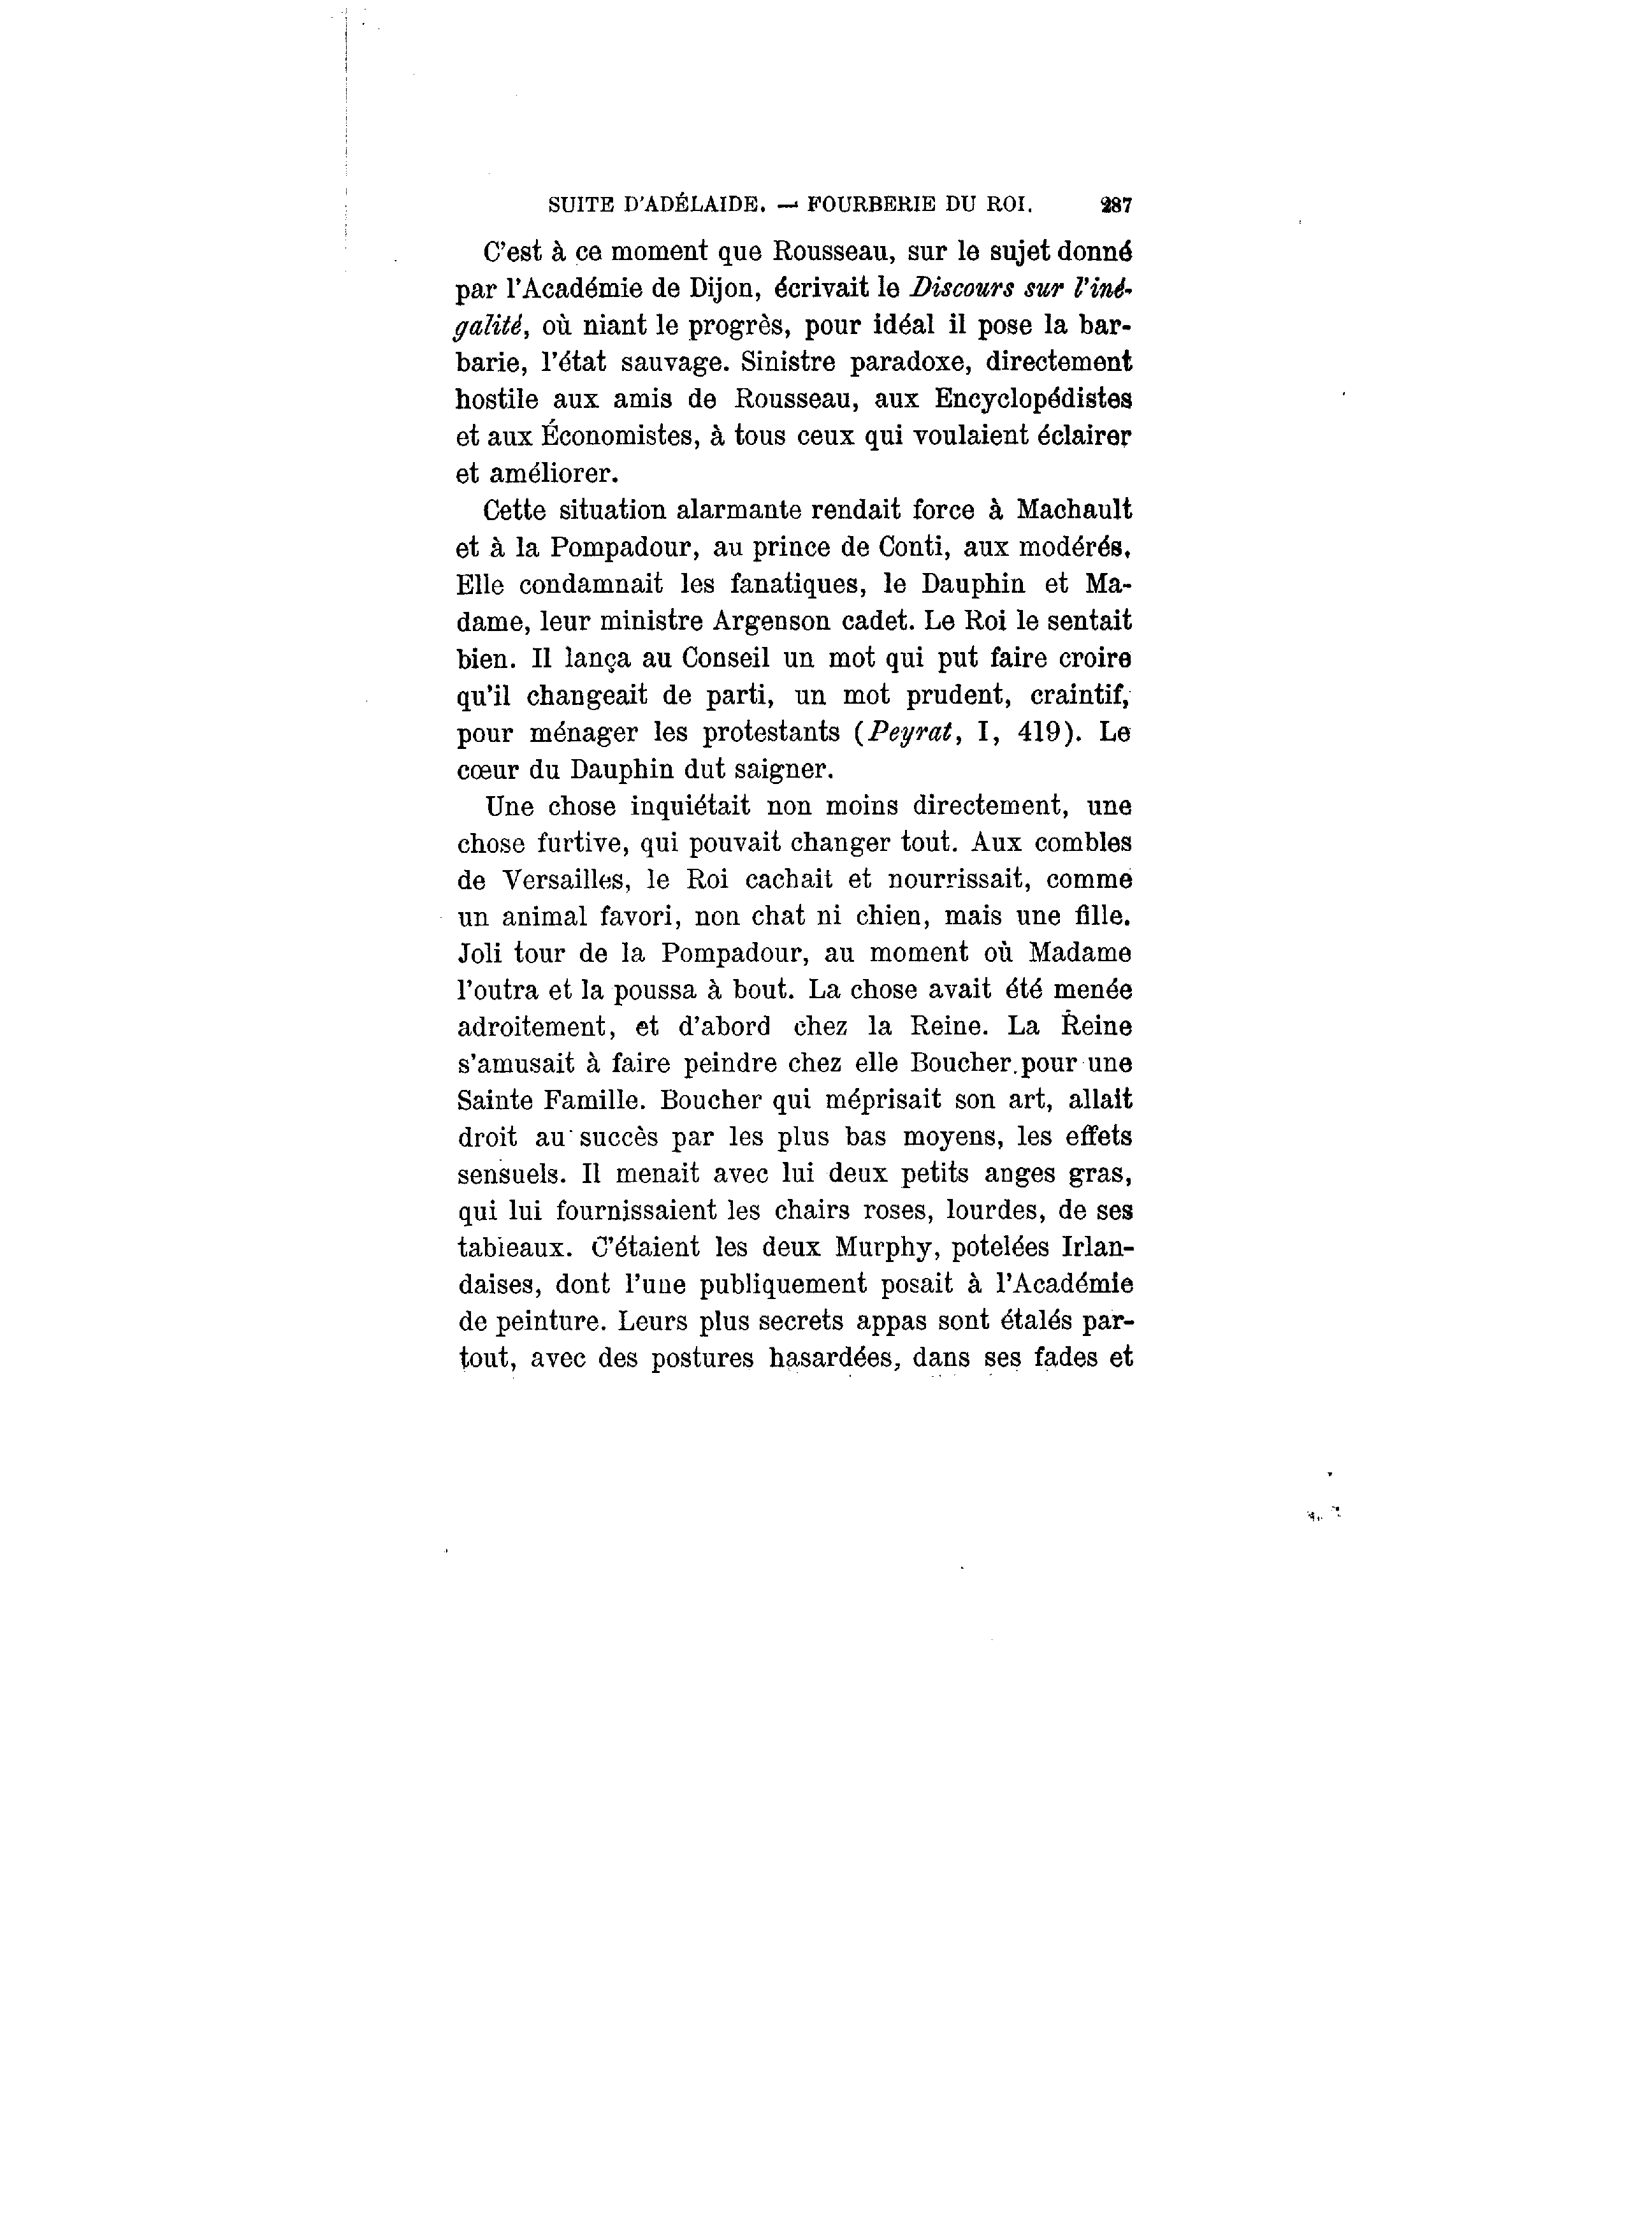 SUITE D'ADÉLAIDE. — FOURBERIE DU ROI. 287
C'est à ce moment que Rousseau, sur le sujet donné
par l'Académie de Dijon, écrivait le Discours sur l'iné-
galité, où niant le progrès, pour idéal il pose la bar-
barie, l'état sauvage. Sinistre paradoxe, directement
hostile aux amis de Rousseau, aux Encyclopédistes
et aux Économistes, à tous ceux qui voulaient éclairer
et améliorer.
Cette situation alarmante rendait force à Machault
et à la Pompadour, au prince de Conti, aux modérés.
Elle condamnait les fanatiques, le Dauphin et Ma-
dame, leur ministre Argenson cadet. Le Roi le sentait
bien. Il lança au Conseil un mot qui put faire croire
qu'il changeait de parti, un mot prudent, craintif,
pour ménager les protestants (Peyrat, I, 419). Le
cœur du Dauphin dut saigner.
Une chose inquiétait non moins directement, une
chose furtive, qui pouvait changer tout. Aux combles
de Versailles, le Roi cachait et nourrissait, comme
un animal favori, non chat ni chien, mais une fille.
Joli tour de la Pompadour, au moment où Madame
l'outra et la poussa à bout. La chose avait été menée
adroitement, et d'abord chez la Reine. La Reine
s'amusait à faire peindre chez elle Boucher pour une
Sainte Famille. Boucher qui méprisait son art, allait
droit au succès par les plus bas moyens, les effets
sensuels. Il menait avec lui deux petits anges gras,
qui lui fournissaient les chairs roses, lourdes, de ses
tableaux. C'étaient les deux Murphy, potelées Irlan-
daises, dont l'une publiquement posait à l'Académie
de peinture. Leurs plus secrets appas sont étalés par-
tout, avec des postures hasardées, dans ses fades et